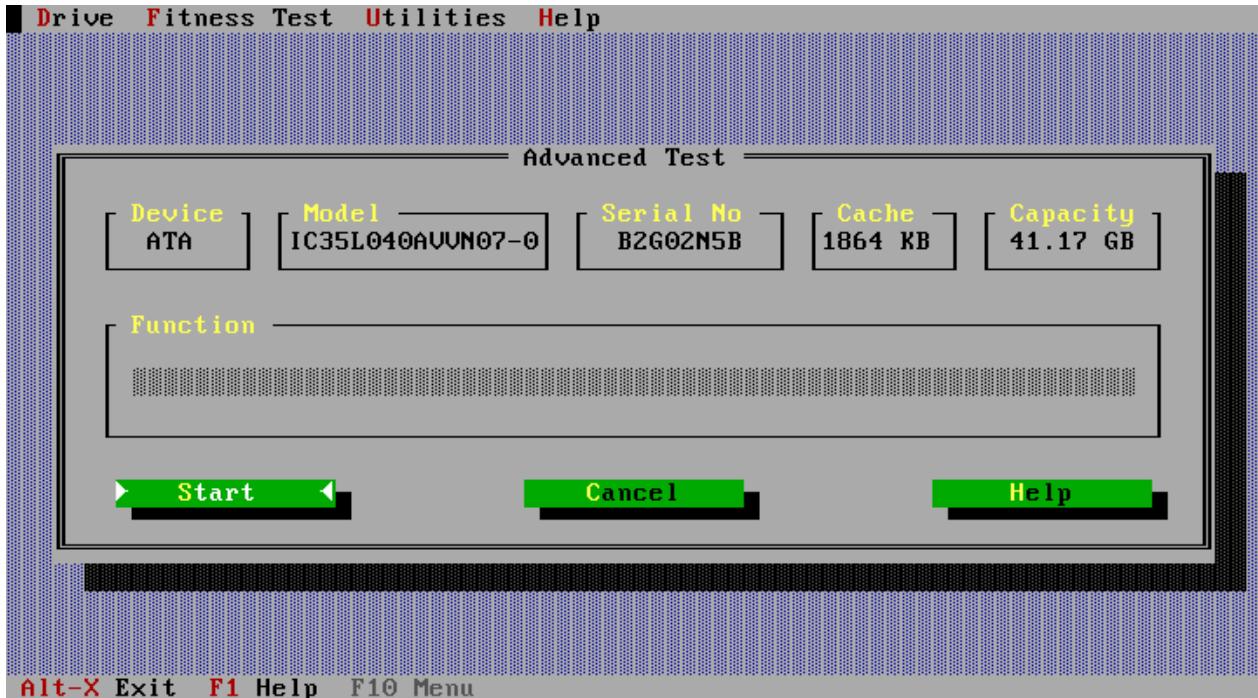 Drive Fitness Test Utilities Help
Advanced Test
Device Model Serial No Cache Capacity
ATA IC35L040AVVN07-0 B2G02N5B 1864 KB 41.17 GB
Function
Start Cancel Help
Alt-X Exit F1 Help F10 Menu